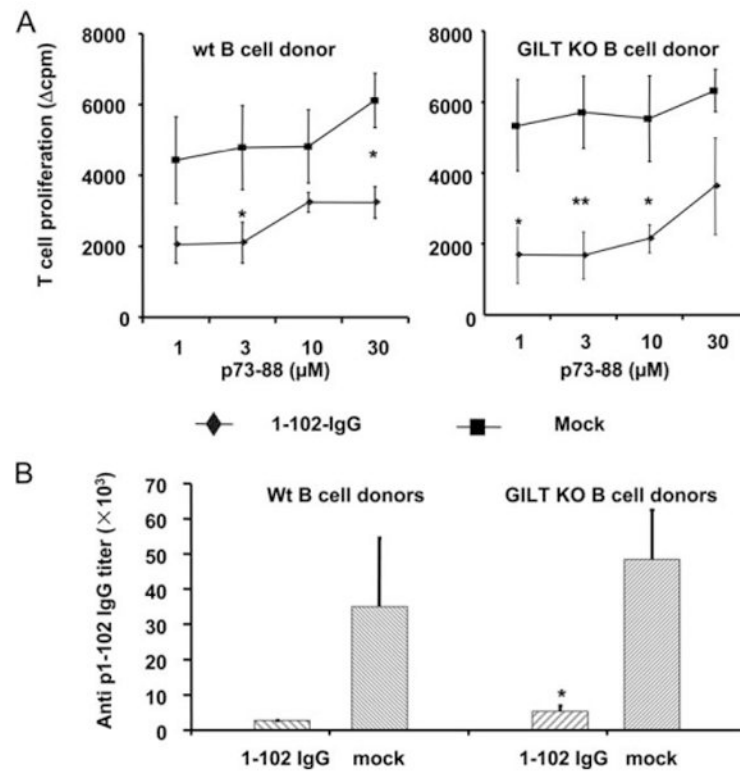 A
wt B cell donor
GILT KO B cell donor
T cell proliferation (Δcpm)
8000
6000
4000
2000
0
*
*
1 3 10 30
p73-88 (µM)
8000
6000
4000
2000
0
*
**
*
1 3 10 30
p73-88 (µM)
1-102-IgG Mock
B
Wt B cell donors GILT KO B cell donors
Anti p1-102 IgG titer (×10³)
70
60
50
40
30
20
10
0
*
1-102 IgG mock 1-102 IgG mock